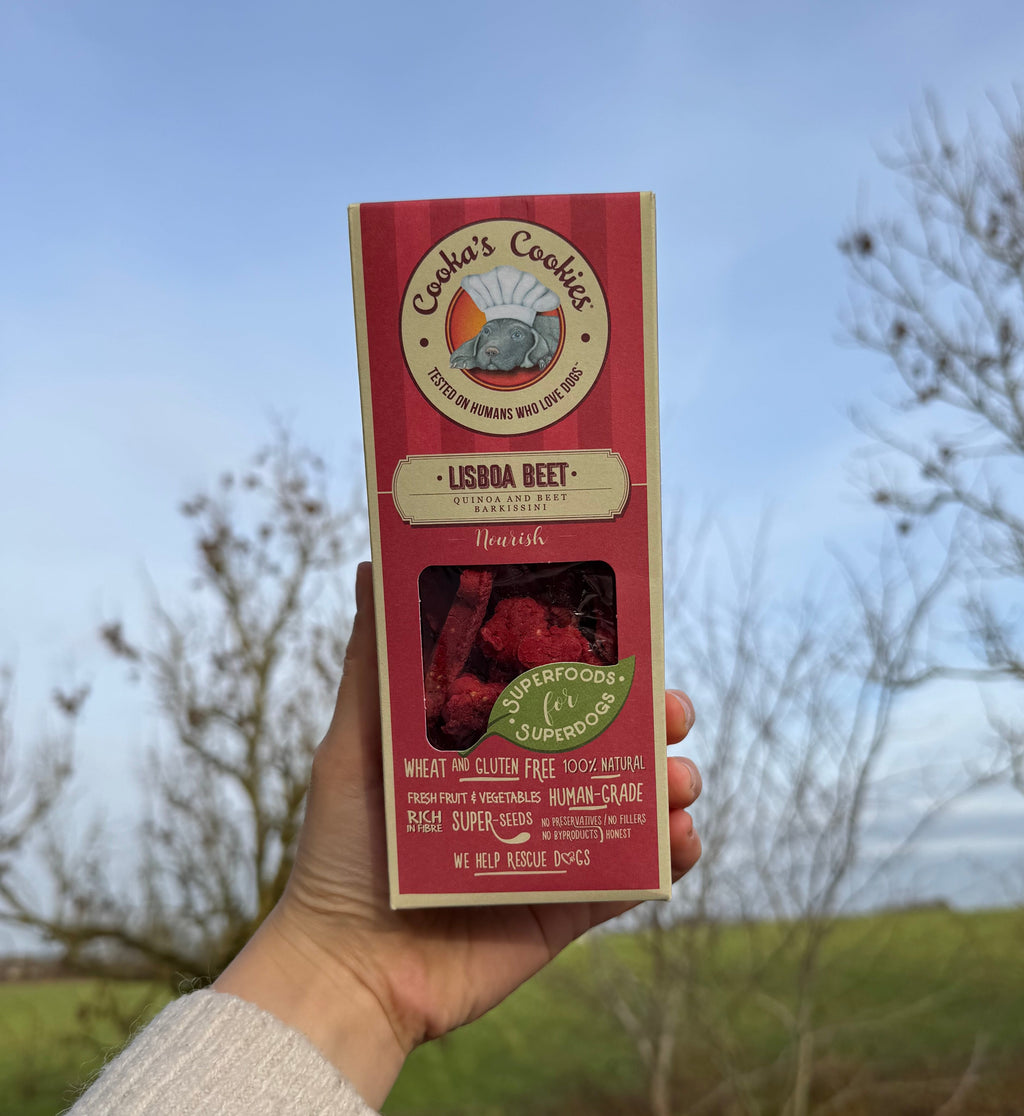 Cooka's Cookies®
TESTED ON HUMANS WHO LOVE DOGS™
• LISBOA BEET •
QUINOA AND BEET
BARKISSINI
Nourish
• SUPERFOODS •
for
• SUPERDOGS •
WHEAT AND GLUTEN FREE 100% NATURAL
FRESH FRUIT & VEGETABLES HUMAN-GRADE
RICH
IN FIBRE
SUPER-SEEDS
NO PRESERVATIVES / NO FILLERS
NO BYPRODUCTS HONEST
WE HELP RESCUE DOGS